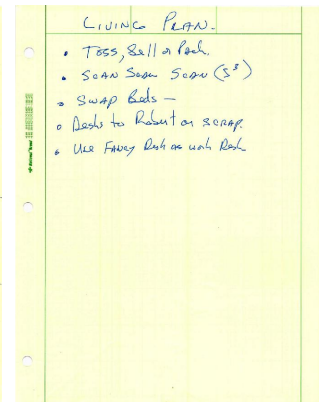 LIVING PLAN.
• TOSS, Sell or Pack.
• SCAN SCAN SCAN (S³)
• SWAP Beds —
• Desks to Robert or SCRAP.
• Use FANCY Desk as work Desk